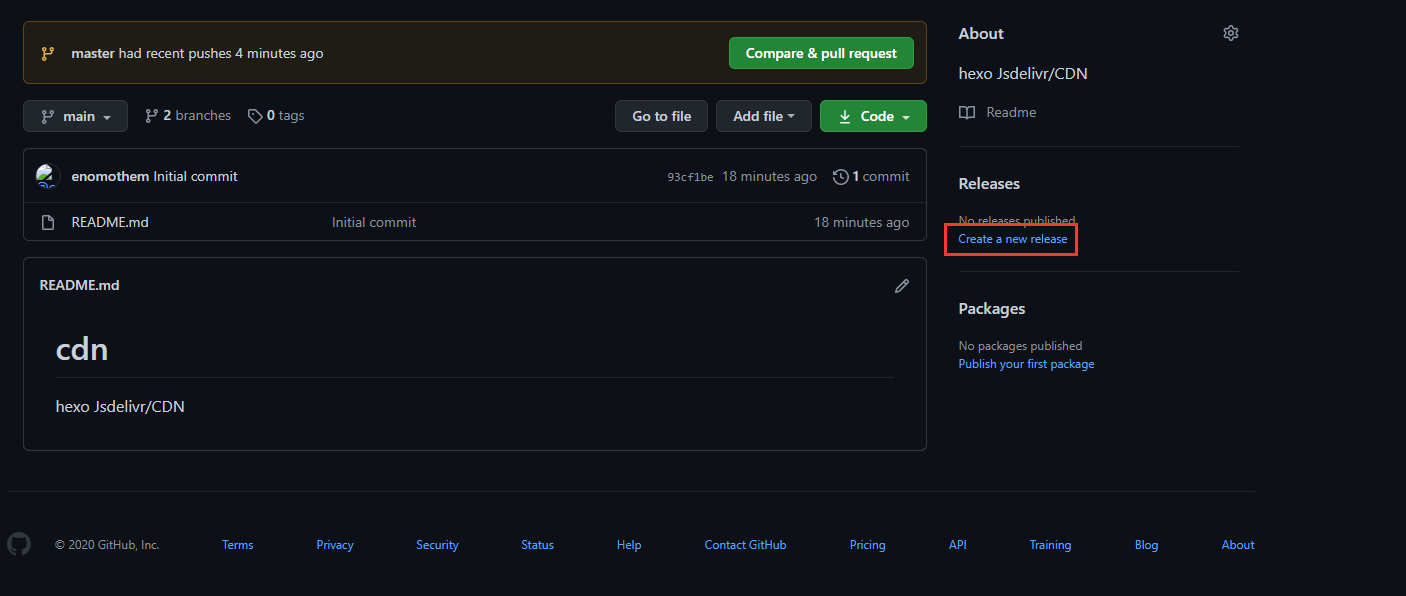 master had recent pushes 4 minutes ago
Compare & pull request
main
2 branches
0 tags
Go to file
Add file
Code
enomothem Initial commit
93cf1be 18 minutes ago
1 commit
README.md
Initial commit
18 minutes ago
README.md
cdn
hexo Jsdelivr/CDN
About
hexo Jsdelivr/CDN
Readme
Releases
No releases published
Create a new release
Packages
No packages published
Publish your first package
© 2020 GitHub, Inc.
Terms
Privacy
Security
Status
Help
Contact GitHub
Pricing
API
Training
Blog
About